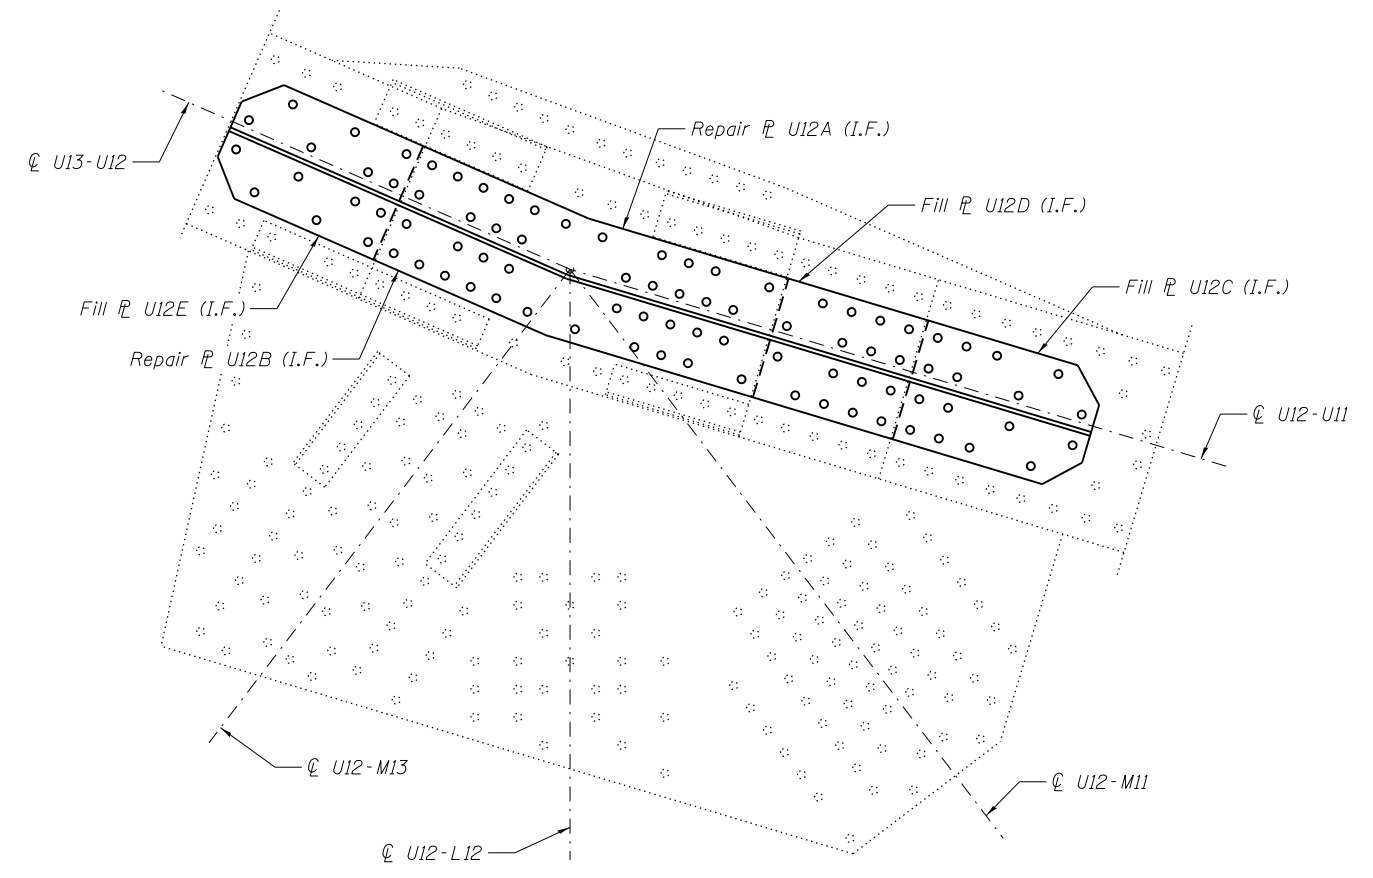 Repair ⅊ U12A (I.F.)
℄ U13-U12
Fill ⅊ U12D (I.F.)
Fill ⅊ U12C (I.F.)
Fill ⅊ U12E (I.F.)
Repair ⅊ U12B (I.F.)
℄ U12-U11
℄ U12-M13
℄ U12-M11
℄ U12-L12